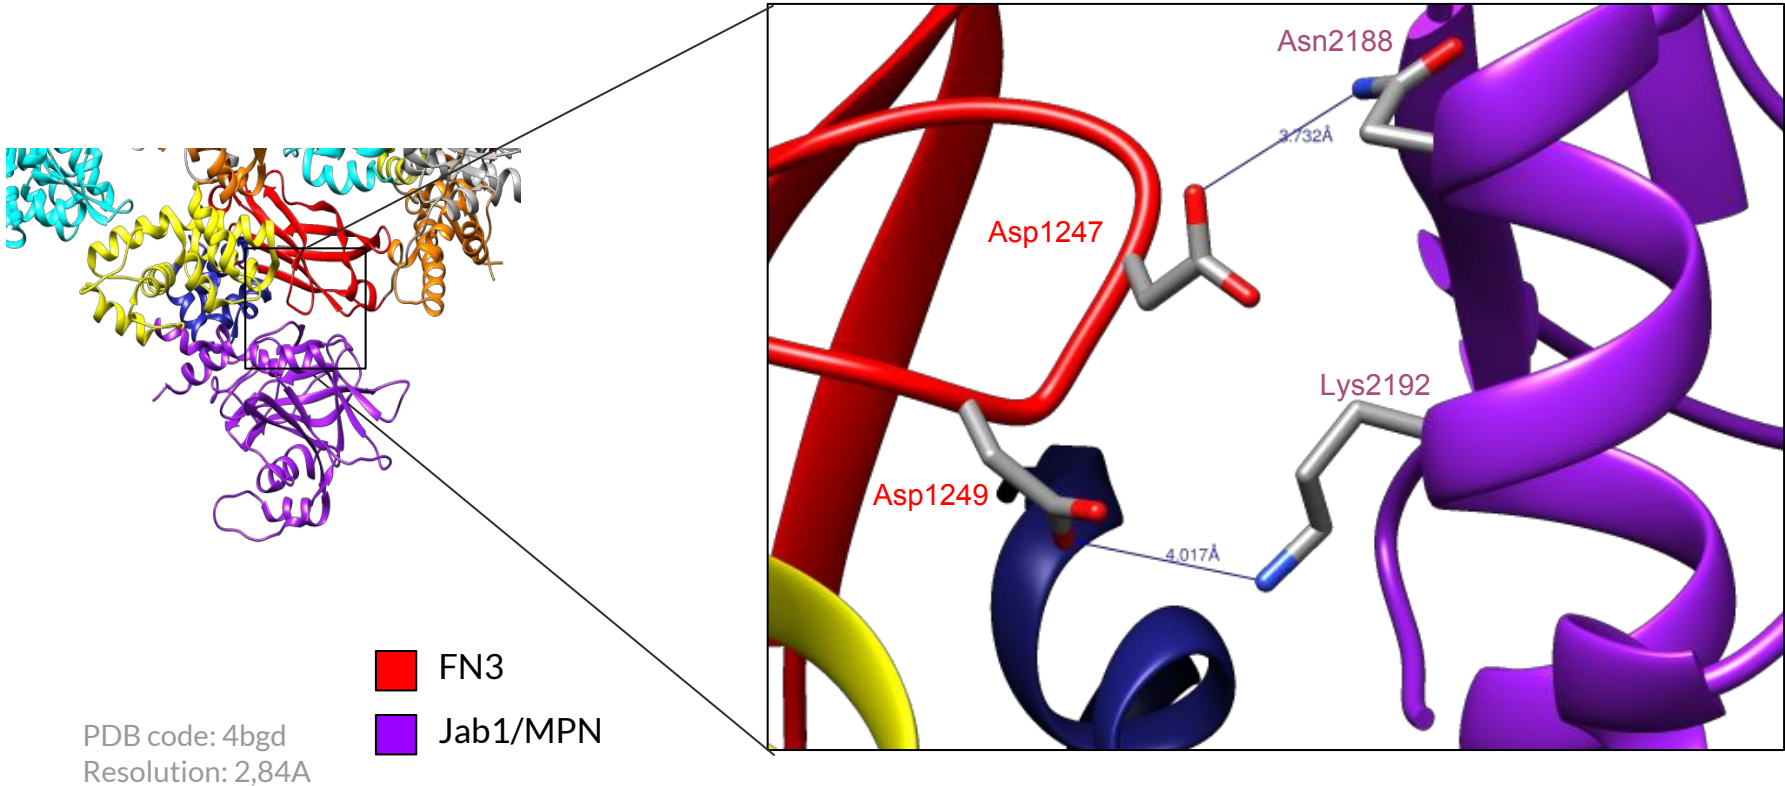 Asn2188
3.732Å
Asp1247
Lys2192
Asp1249
4.017Å
FN3
Jab1/MPN
PDB code: 4bgd
Resolution: 2,84A